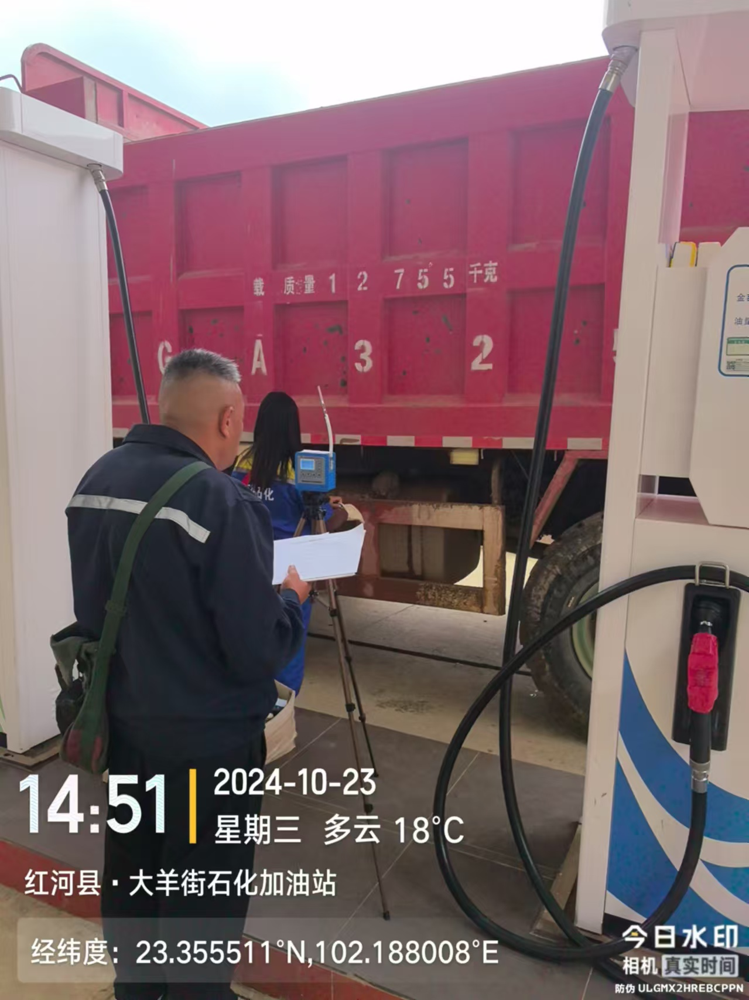 载 质量 1 2 7 5 5 千克
G A 3 2
石化
14:51
2024-10-23
星期三 多云 18°C
红河县·大羊街石化加油站
经纬度：23.355511°N,102.188008°E
今日水印
相机 真实时间
防伪 ULGMX2HREBCPPN